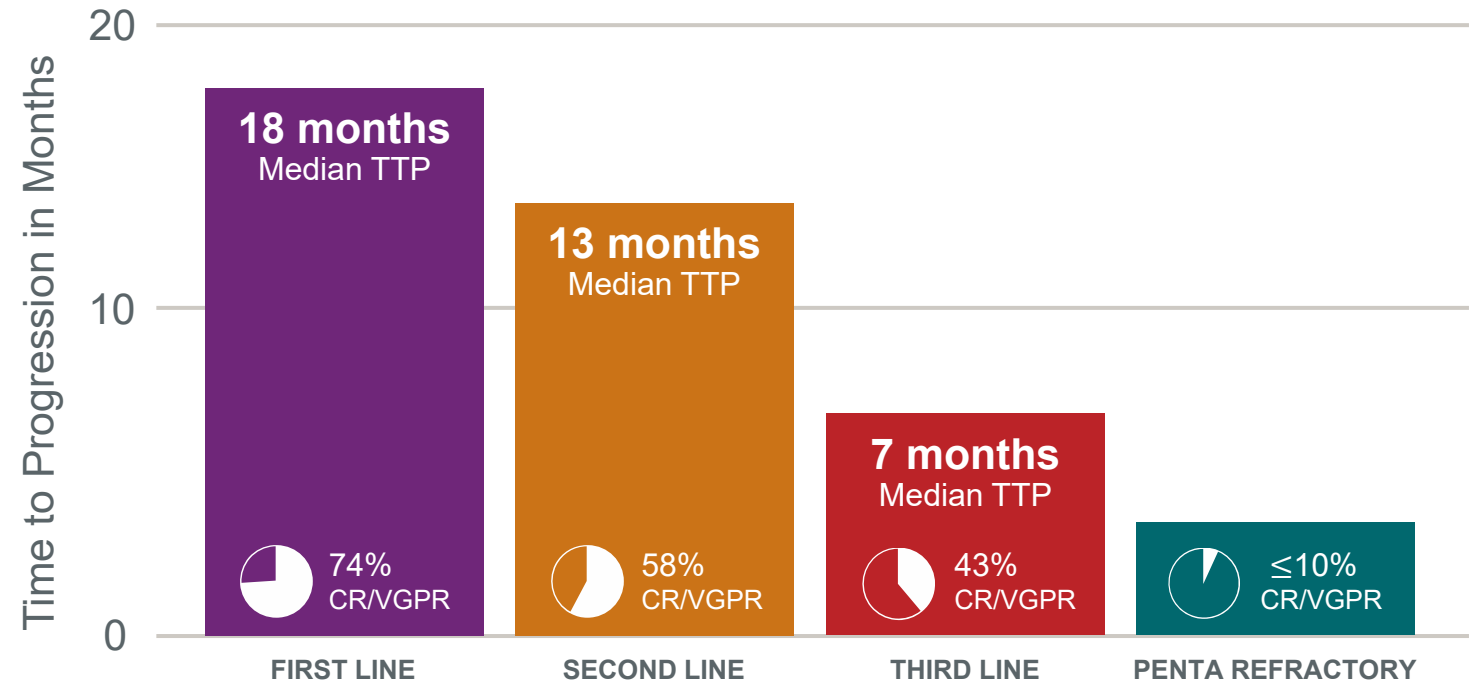 Time to Progression in Months
20
10
0
18 months
Median TTP
74%
CR/VGPR
FIRST LINE
13 months
Median TTP
58%
CR/VGPR
SECOND LINE
7 months
Median TTP
43%
CR/VGPR
THIRD LINE
≤10%
CR/VGPR
PENTA REFRACTORY